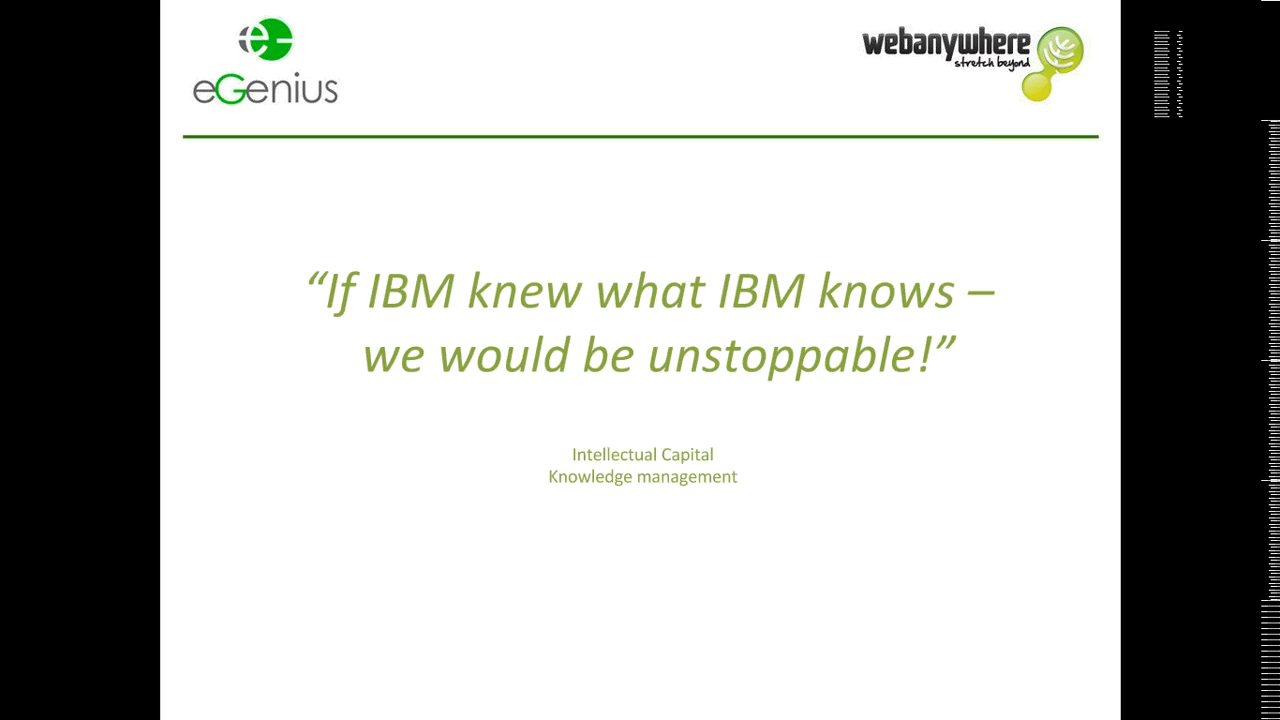 e
eGenius
webanywhere
stretch beyond
“If IBM knew what IBM knows –
we would be unstoppable!”
Intellectual Capital
Knowledge management